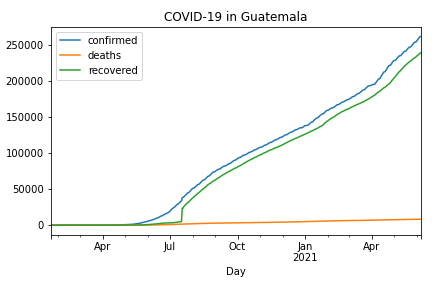 COVID-19 in Guatemala
confirmed
deaths
recovered
250000
200000
150000
100000
50000
0
Apr Jul Oct Jan Apr
2021
Day